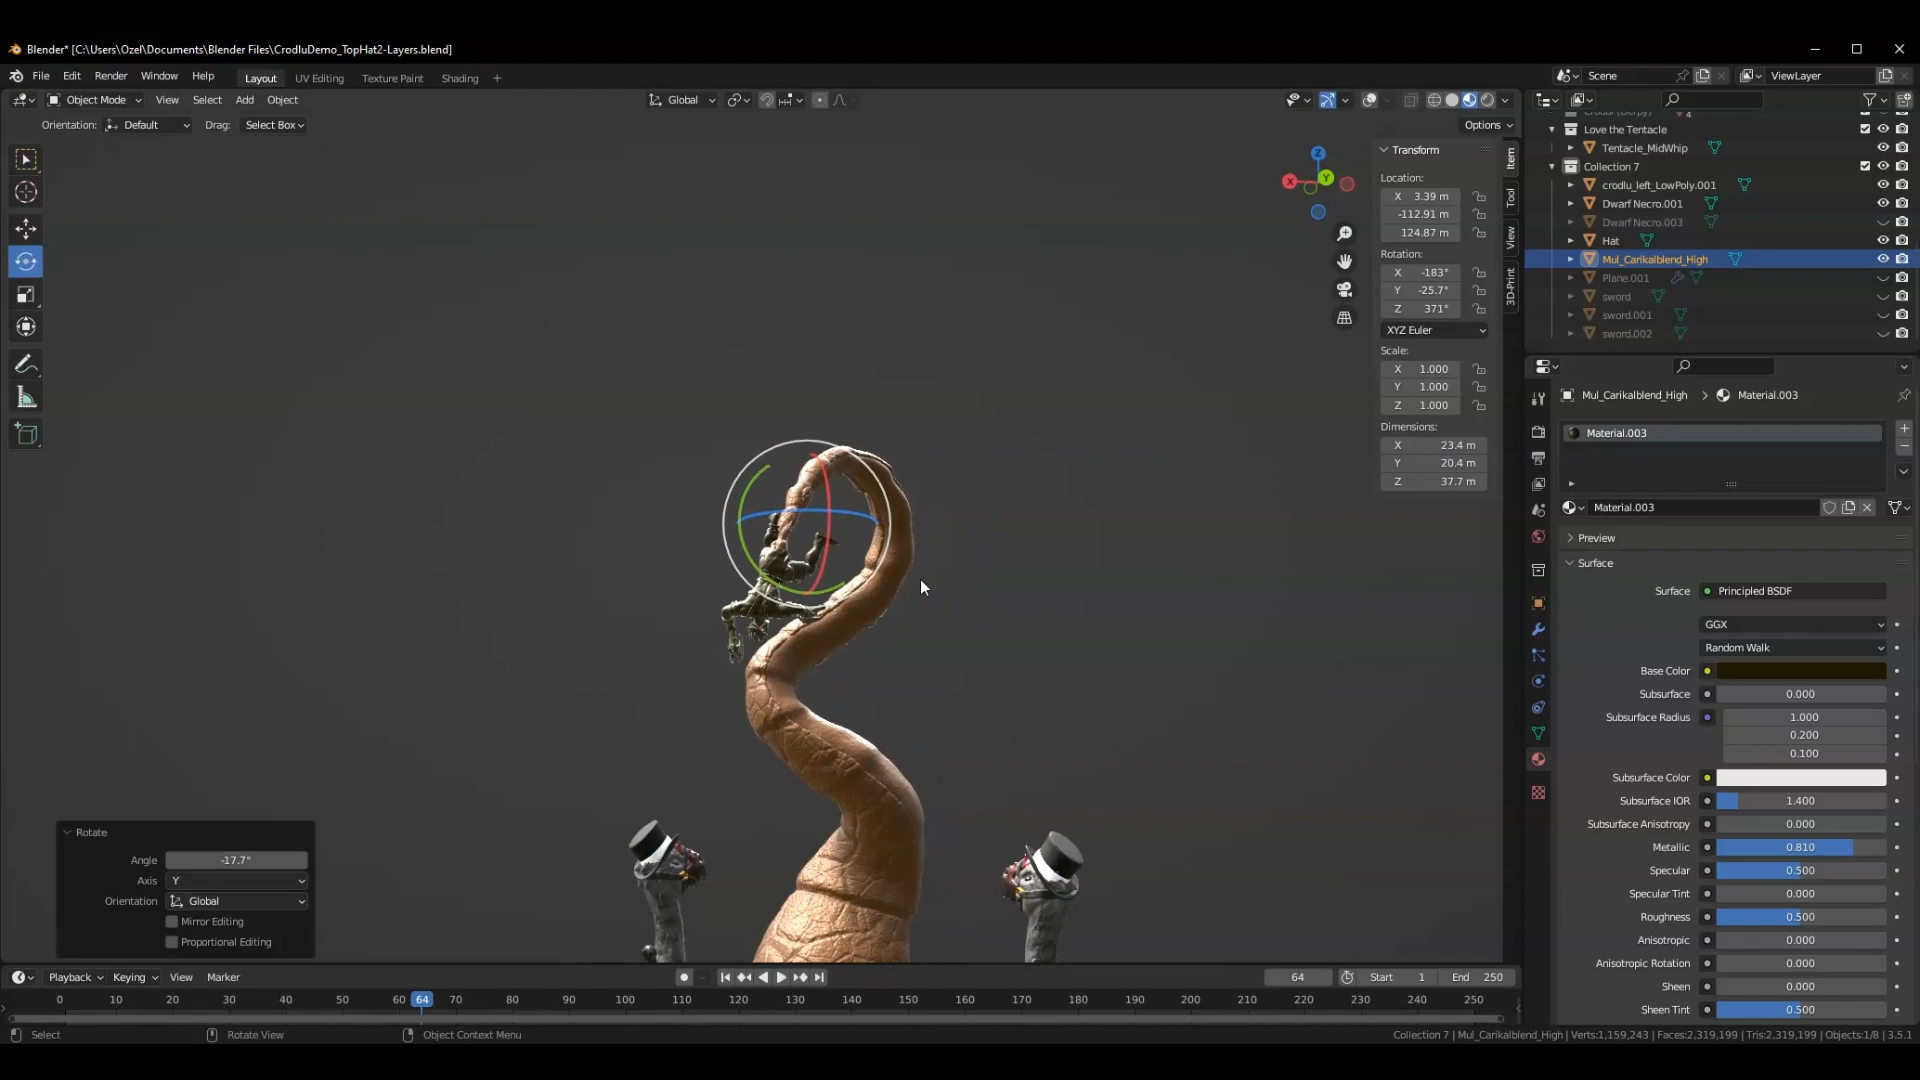 Blender* [C:\Users\Ozel\Documents\Blender Files\CrodluDemo_TopHat2-Layers.blend]
File Edit Render Window Help
Layout UV Editing Texture Paint Shading +
Scene
ViewLayer
Object Mode View Select Add Object
Global
Orientation: Default Drag: Select Box
Options
Transform
Location:
X 3.39 m
-112.91 m
124.87 m
Rotation:
X -183°
Y -25.7°
Z 371°
XYZ Euler
Scale:
X 1.000
Y 1.000
Z 1.000
Dimensions:
X 23.4 m
Y 20.4 m
Z 37.7 m
Item
Tool
View
3D-Print
Z
X
Y
Love the Tentacle
Tentacle_MidWhip
Collection 7
crodlu_left_LowPoly.001
Dwarf Necro.001
Dwarf Necro.003
Hat
Mul_Carikalblend_High
Plane.001
sword
sword.001
sword.002
Mul_Carikalblend_High > Material.003
Material.003
Material.003
Preview
Surface
Surface Principled BSDF
GGX
Random Walk
Base Color
Subsurface 0.000
Subsurface Radius 1.000
0.200
0.100
Subsurface Color
Subsurface IOR 1.400
Subsurface Anisotropy 0.000
Metallic 0.810
Specular 0.500
Specular Tint 0.000
Roughness 0.500
Anisotropic 0.000
Anisotropic Rotation 0.000
Sheen 0.000
Sheen Tint 0.500
Rotate
Angle -17.7°
Axis Y
Orientation Global
Mirror Editing
Proportional Editing
Playback Keying View Marker
64 Start 1 End 250
0 10 20 30 40 50 60 64 70 80 90 100 110 120 130 140 150 160 170 180 190 200 210 220 230 240 250
Select Rotate View Object Context Menu
Collection 7 | Mul_Carikalblend_High | Verts:1,159,243 | Faces:2,319,199 | Tris:2,319,199 | Objects:1/8 | 3.5.1